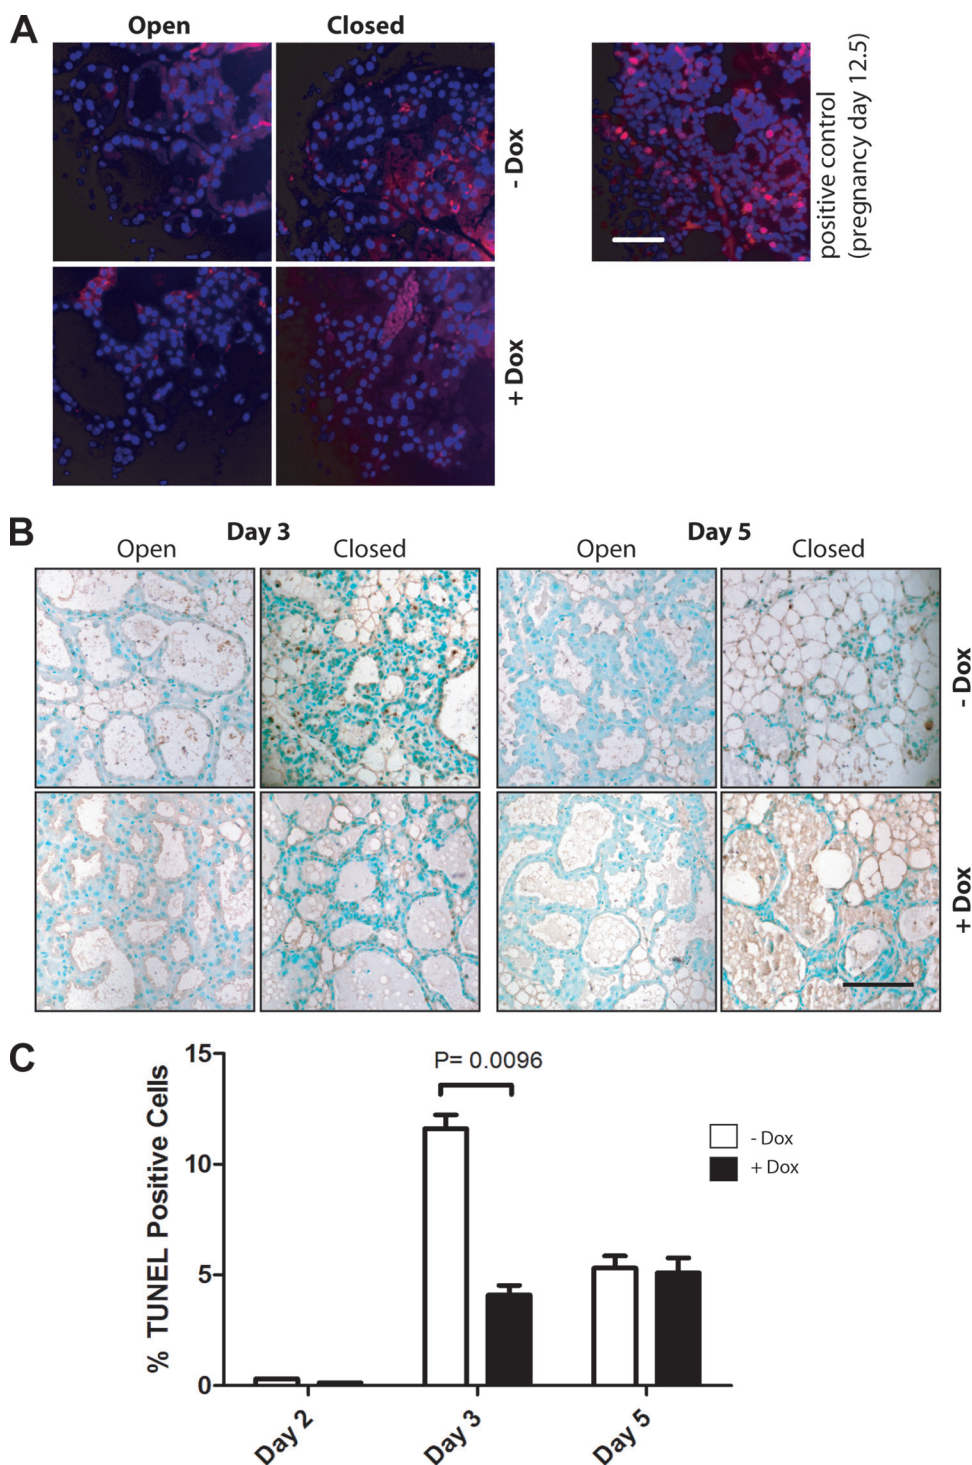 A
Open Closed
- Dox
+ Dox
positive control
(pregnancy day 12.5)
B
Day 3 Day 5
Open Closed Open Closed
- Dox
+ Dox
C
P= 0.0096
% TUNEL Positive Cells
15
10
5
0
- Dox
+ Dox
Day 2 Day 3 Day 5